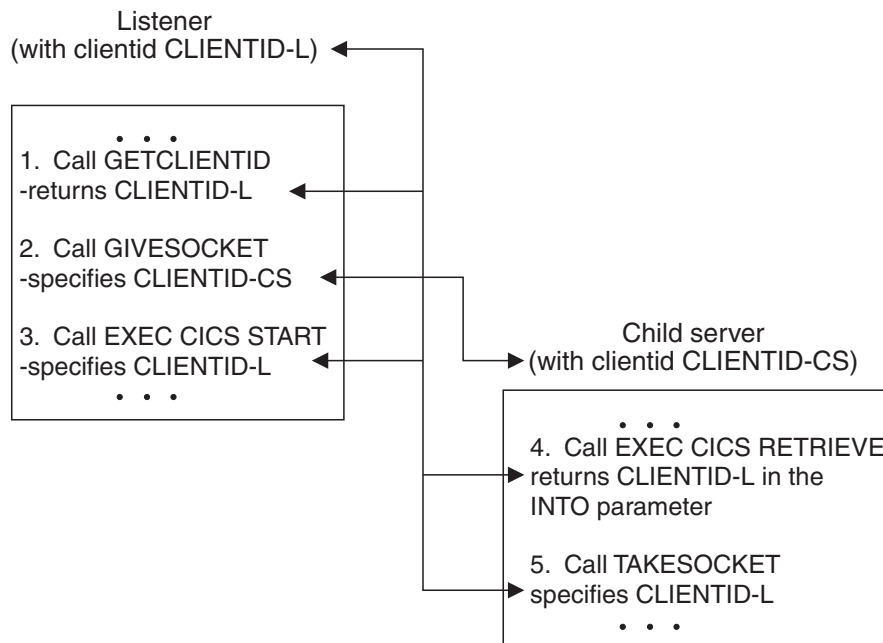 Listener
(with clientid CLIENTID-L)
. . .
1. Call GETCLIENTID
-returns CLIENTID-L
2. Call GIVESOCKET
-specifies CLIENTID-CS
3. Call EXEC CICS START
-specifies CLIENTID-L
. . .
Child server
(with clientid CLIENTID-CS)
. . .
4. Call EXEC CICS RETRIEVE
returns CLIENTID-L in the
INTO parameter
5. Call TAKESOCKET
specifies CLIENTID-L
. . .